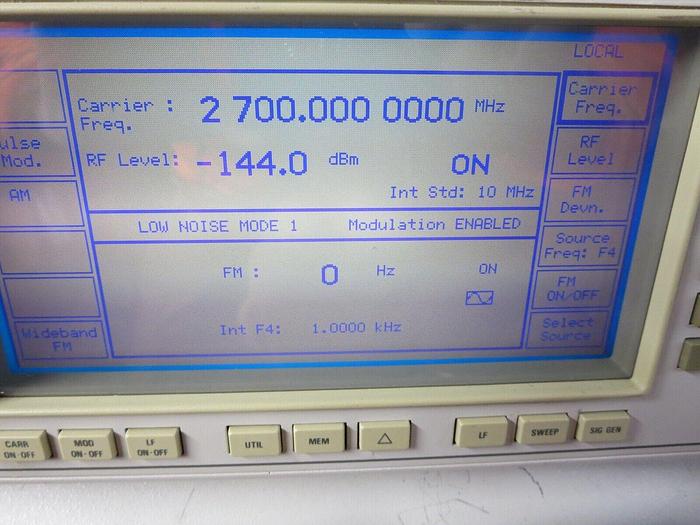 LOCAL
Carrier : 2 700.000 0000 MHz
Freq.
RF Level: -144.0 dBm ON
Int Std: 10 MHz
LOW NOISE MODE 1 Modulation ENABLED
FM : 0 Hz ON
Int F4: 1.0000 kHz
ulse
Mod.
AM
Wideband
FM
Carrier
Freq.
RF
Level
FM
Devn.
Source
Freq: F4
FM
ON/OFF
Select
Source
CARR
ON-OFF
MOD
ON-OFF
LF
ON-OFF
UTIL
MEM
LF
SWEEP
SIG GEN